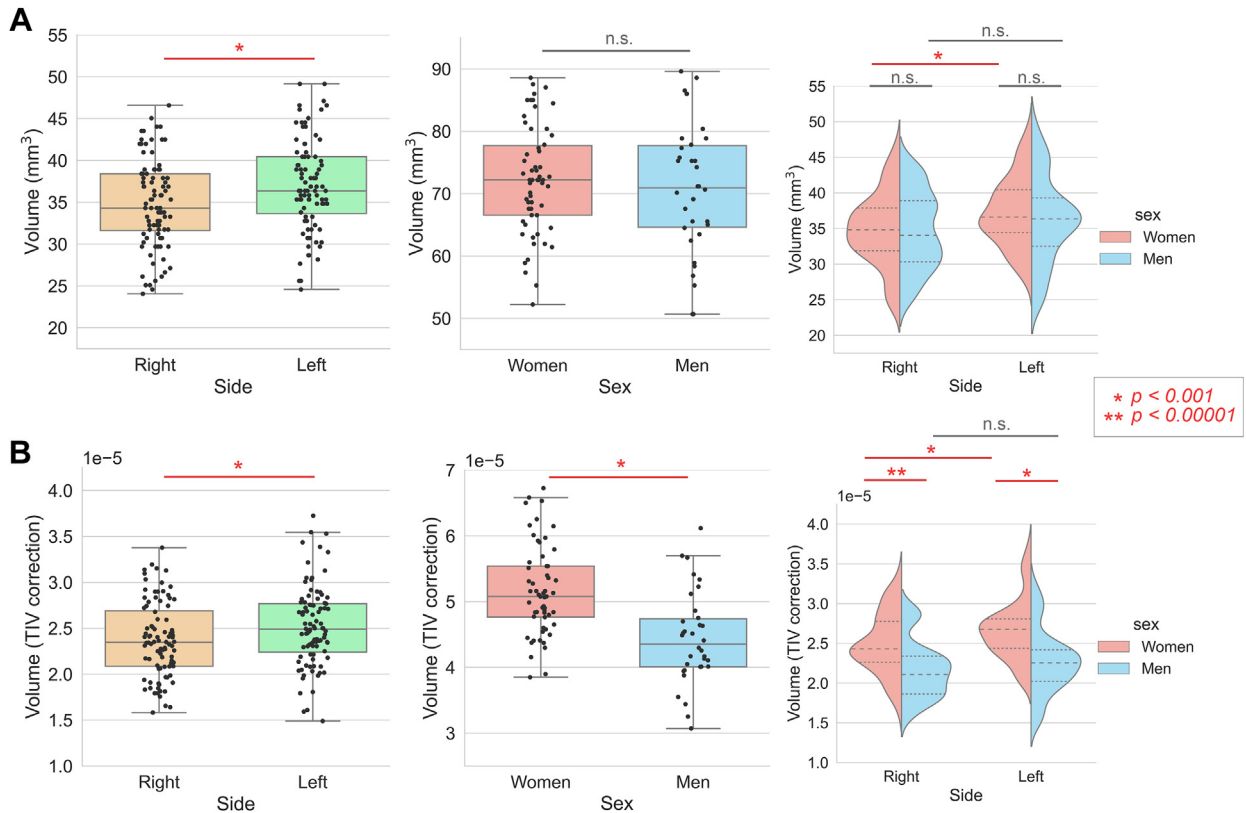 A
55
50
45
40
35
30
25
20
Volume (mm³)
*
Right
Left
Side
90
80
70
60
50
Volume (mm³)
n.s.
Women
Men
Sex
n.s.
*
n.s.
n.s.
55
50
45
40
35
30
25
20
Volume (mm³)
Right
Left
Side
sex
Women
Men
* p < 0.001
** p < 0.00001
B
1e−5
4.0
3.5
3.0
2.5
2.0
1.5
1.0
Volume (TIV correction)
*
Right
Left
Side
1e−5
7
6
5
4
3
Volume (TIV correction)
*
Women
Men
Sex
n.s.
*
**
*
1e−5
4.0
3.5
3.0
2.5
2.0
1.5
1.0
Volume (TIV correction)
Right
Left
Side
sex
Women
Men